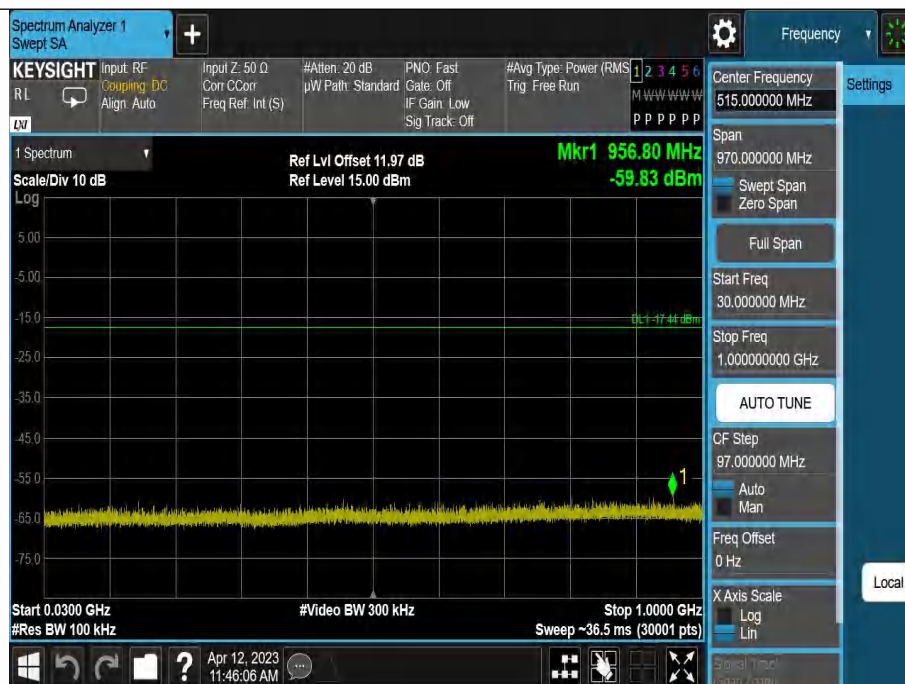 Spectrum Analyzer 1
Swept SA
+
Frequency
KEYSIGHT
RL
LXI
Input: RF
Coupling: DC
Align: Auto
Input Z: 50 Ω
Corr CCorr
Freq Ref: Int (S)
#Atten: 20 dB
µW Path: Standard
PNO: Fast
Gate: Off
IF Gain: Low
Sig Track: Off
#Avg Type: Power (RMS
Trig: Free Run
1 2 3 4 5 6
M W W W W W
P P P P P P
1 Spectrum
Scale/Div 10 dB
Log
Ref Lvl Offset 11.97 dB
Ref Level 15.00 dBm
Mkr1 956.80 MHz
-59.83 dBm
5.00
-5.00
-15.0
DL1 -17.44 dBm
-25.0
-35.0
-45.0
-55.0
1
-65.0
-75.0
Start 0.0300 GHz
#Res BW 100 kHz
#Video BW 300 kHz
Stop 1.0000 GHz
Sweep ~36.5 ms (30001 pts)
Center Frequency
515.000000 MHz
Span
970.000000 MHz
Swept Span
Zero Span
Full Span
Start Freq
30.000000 MHz
Stop Freq
1.000000000 GHz
AUTO TUNE
CF Step
97.000000 MHz
Auto
Man
Freq Offset
0 Hz
X Axis Scale
Log
Lin
Signal Track
Settings
Local
?
Apr 12, 2023
11:46:06 AM